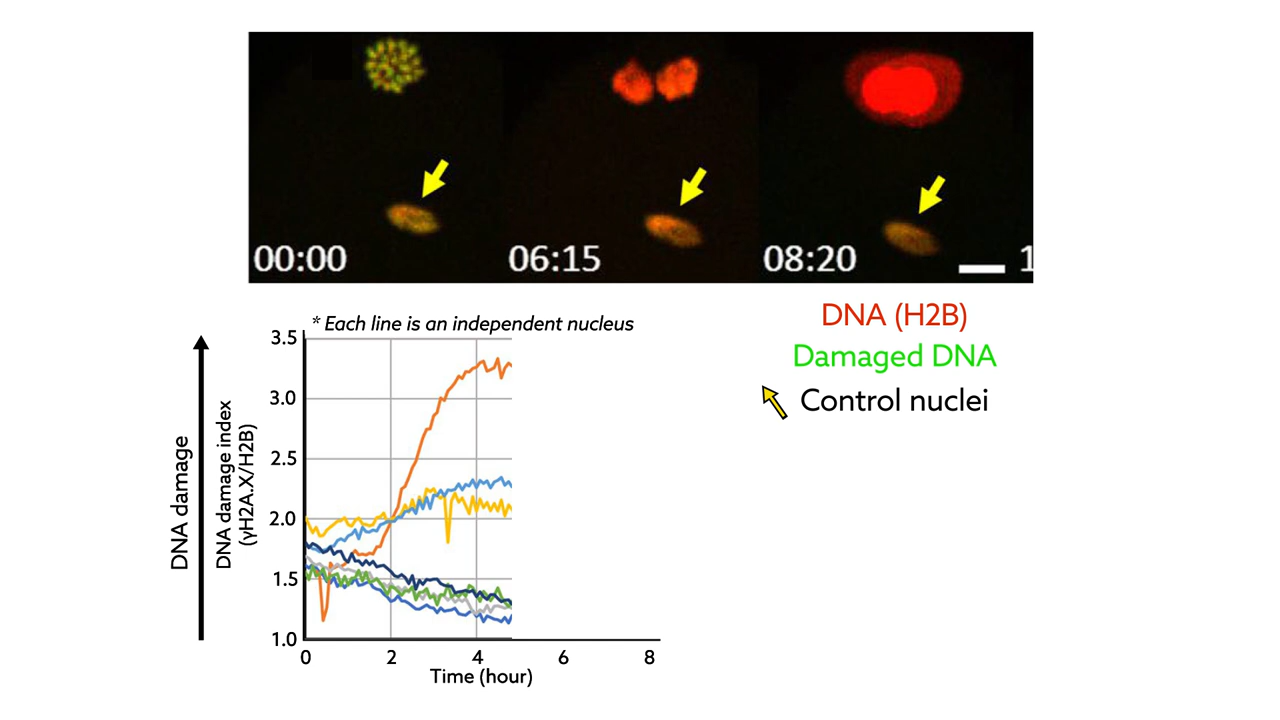 00:00
06:15
08:20
1
DNA (H2B)
Damaged DNA
Control nuclei
* Each line is an independent nucleus
DNA damage
DNA damage index
(γH2A.X/H2B)
3.5
3.0
2.5
2.0
1.5
1.0
0
2
4
6
8
Time (hour)